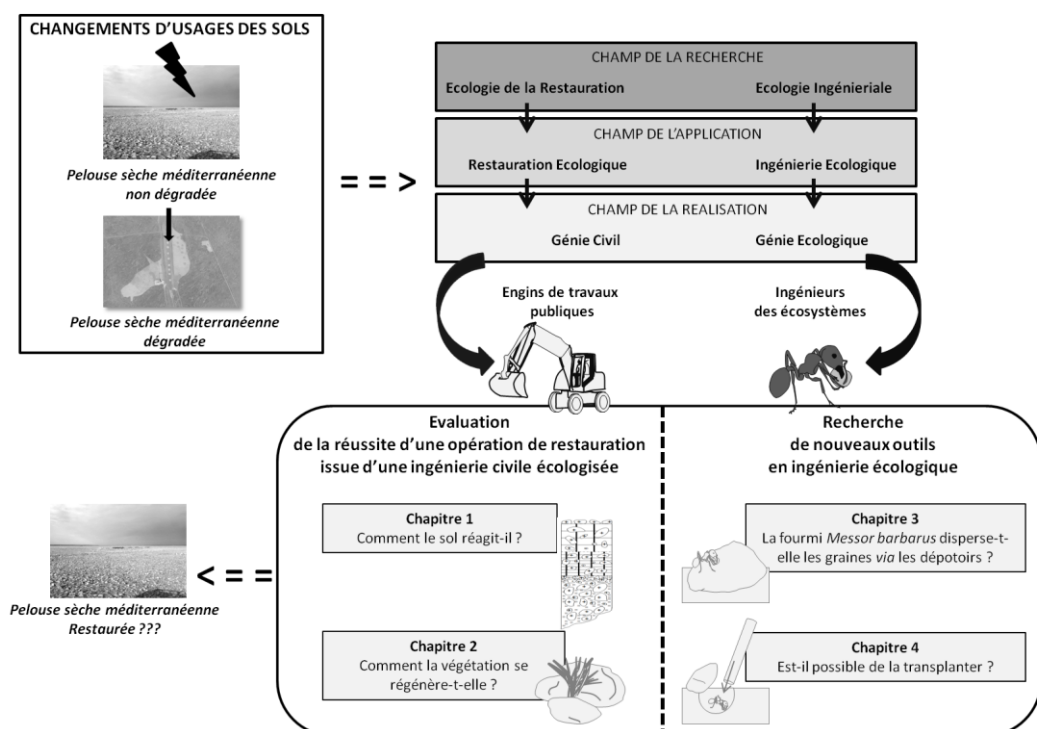 CHANGEMENTS D'USAGES DES SOLS
Pelouse sèche méditerranéenne
non dégradée
Pelouse sèche méditerranéenne
dégradée
= = >
CHAMP DE LA RECHERCHE
Ecologie de la Restauration
Ecologie Ingénieriale
CHAMP DE L'APPLICATION
Restauration Ecologique
Ingénierie Ecologique
CHAMP DE LA REALISATION
Génie Civil
Génie Ecologique
Engins de travaux
publiques
Ingénieurs
des écosystèmes
Evaluation
de la réussite d'une opération de restauration
issue d'une ingénierie civile écologisée
Recherche
de nouveaux outils
en ingénierie écologique
Chapitre 1
Comment le sol réagit-il ?
Chapitre 2
Comment la végétation se
régénère-t-elle ?
Chapitre 3
La fourmi Messor barbarus disperse-t-
elle les graines via les dépotoirs ?
Chapitre 4
Est-il possible de la transplanter ?
< = =
Pelouse sèche méditerranéenne
Restaurée ???